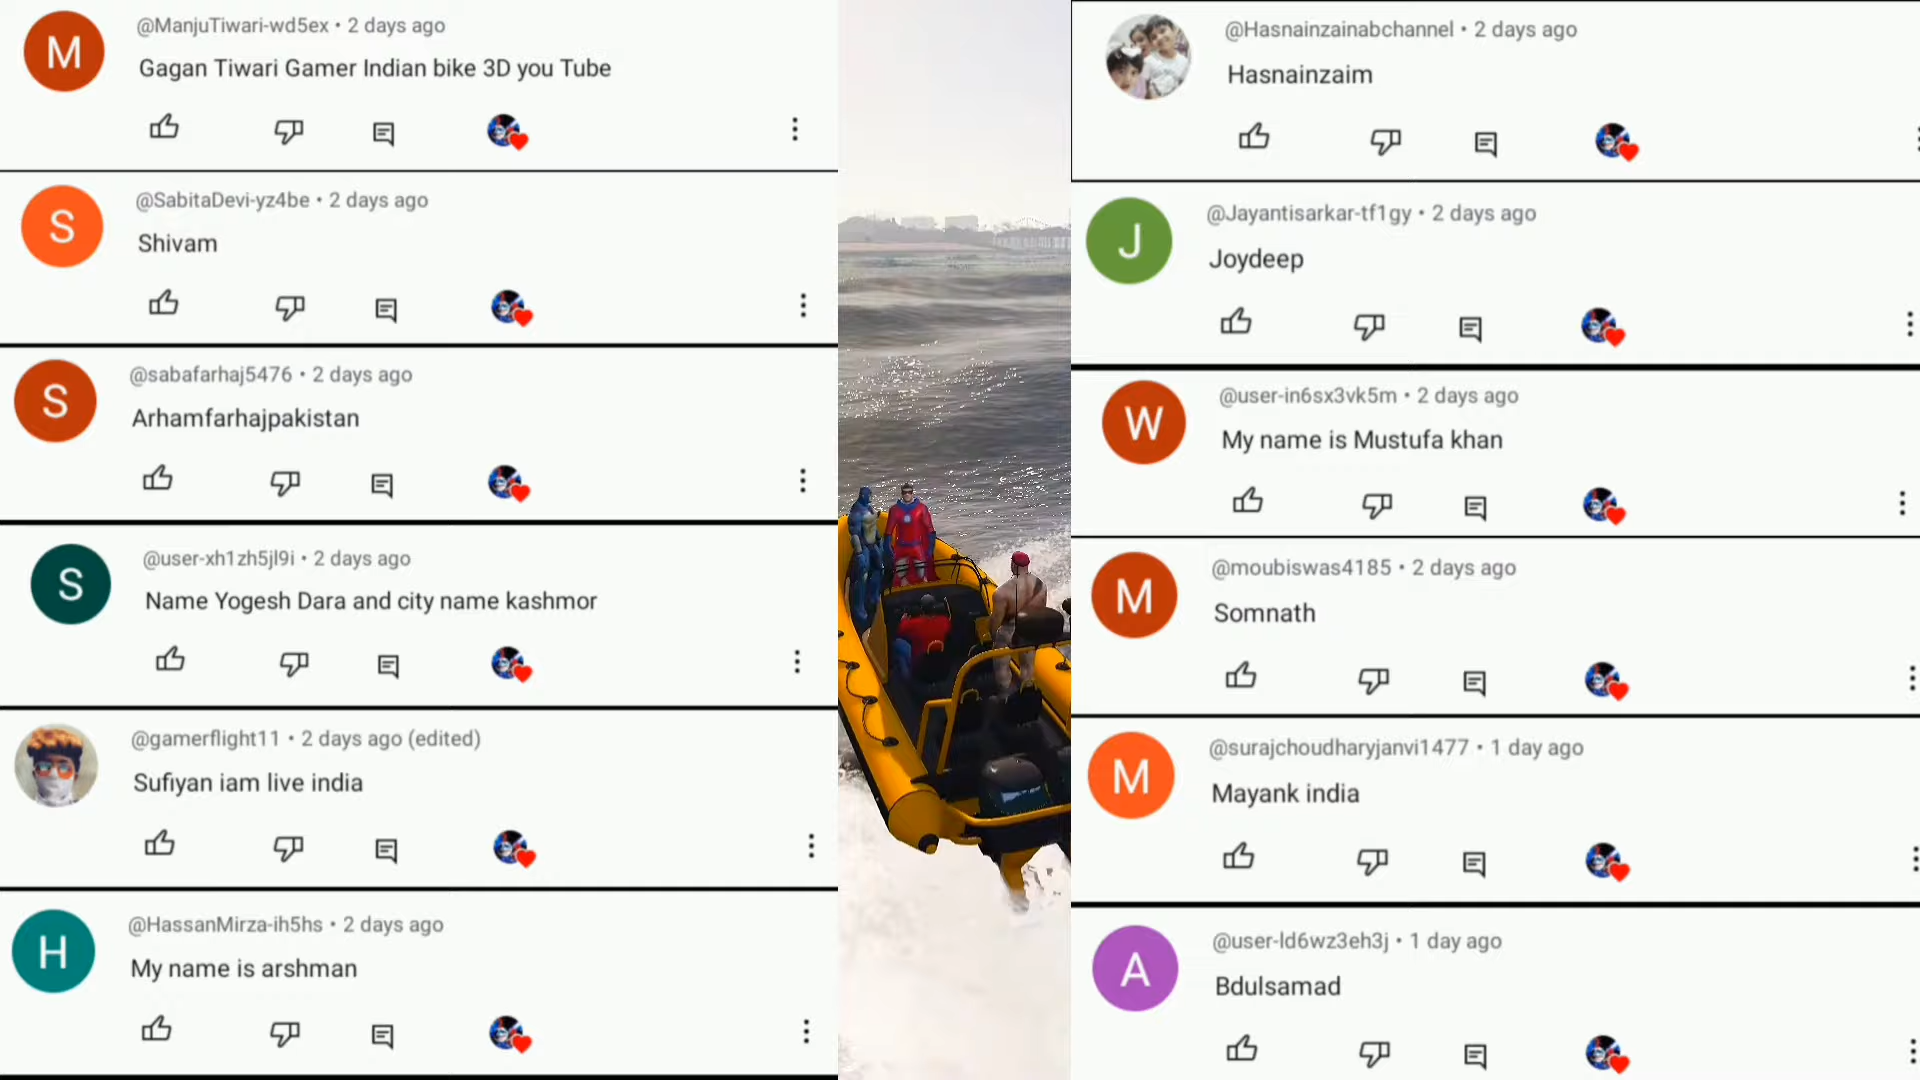 M
@ManjuTiwari-wd5ex • 2 days ago
Gagan Tiwari Gamer Indian bike 3D you Tube
S
@SabitaDevi-yz4be • 2 days ago
Shivam
S
@sabafarhaj5476 • 2 days ago
Arhamfarhajpakistan
S
@user-xh1zh5jl9i • 2 days ago
Name Yogesh Dara and city name kashmor
@gamerflight11 • 2 days ago (edited)
Sufiyan iam live india
H
@HassanMirza-ih5hs • 2 days ago
My name is arshman
@Hasnainzainabchannel • 2 days ago
Hasnainzaim
J
@Jayantisarkar-tf1gy • 2 days ago
Joydeep
W
@user-in6sx3vk5m • 2 days ago
My name is Mustufa khan
M
@moubiswas4185 • 2 days ago
Somnath
M
@surajchoudharyjanvi1477 • 1 day ago
Mayank india
A
@user-ld6wz3eh3j • 1 day ago
Bdulsamad